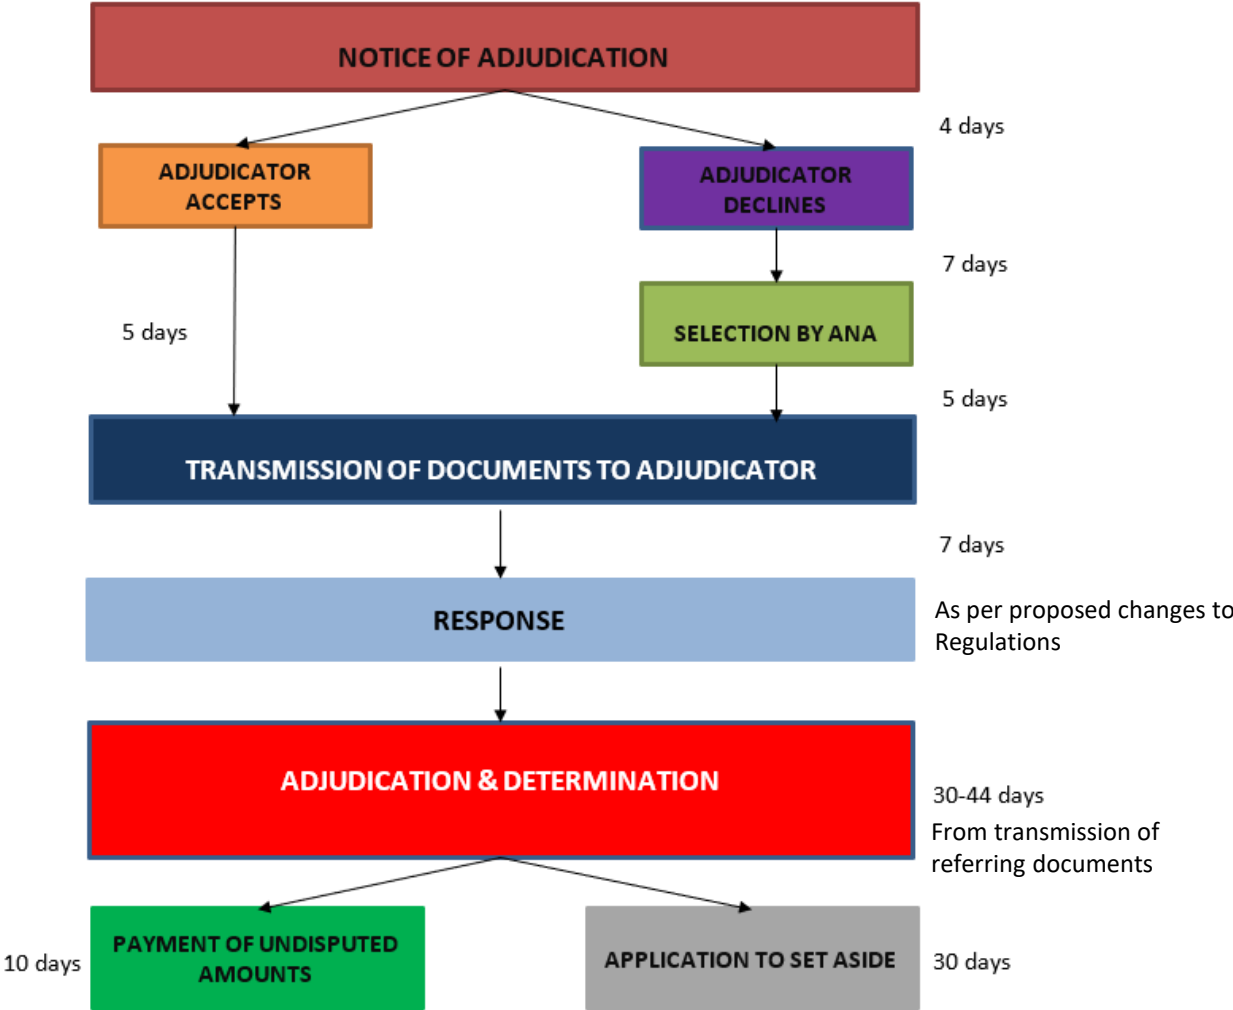 NOTICE OF ADJUDICATION
4 days
ADJUDICATOR
ACCEPTS
ADJUDICATOR
DECLINES
7 days
5 days
SELECTION BY ANA
5 days
TRANSMISSION OF DOCUMENTS TO ADJUDICATOR
7 days
RESPONSE
As per proposed changes to
Regulations
ADJUDICATION & DETERMINATION
30-44 days
From transmission of
referring documents
10 days
PAYMENT OF UNDISPUTED
AMOUNTS
APPLICATION TO SET ASIDE
30 days